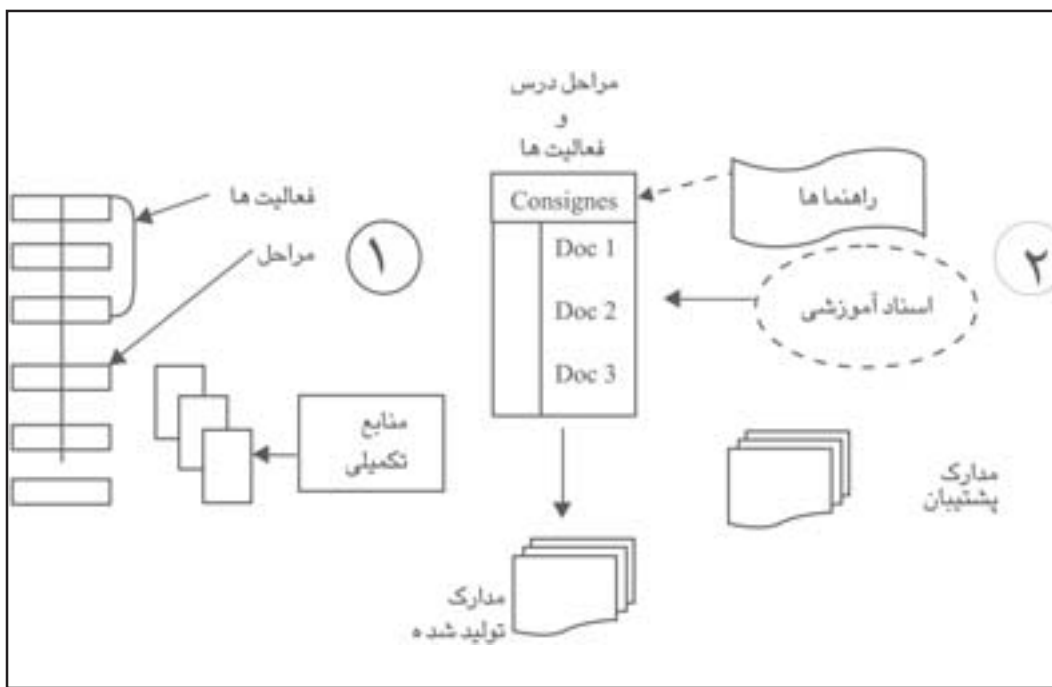 مراحل درس
و
فعالیت ها
Consignes
Doc 1
Doc 2
Doc 3
راهنما ها
اسناد آموزشی
۲
۱
فعالیت ها
مراحل
منابع
تکمیلی
مدارک
پشتیبان
مدارک
تولید شده